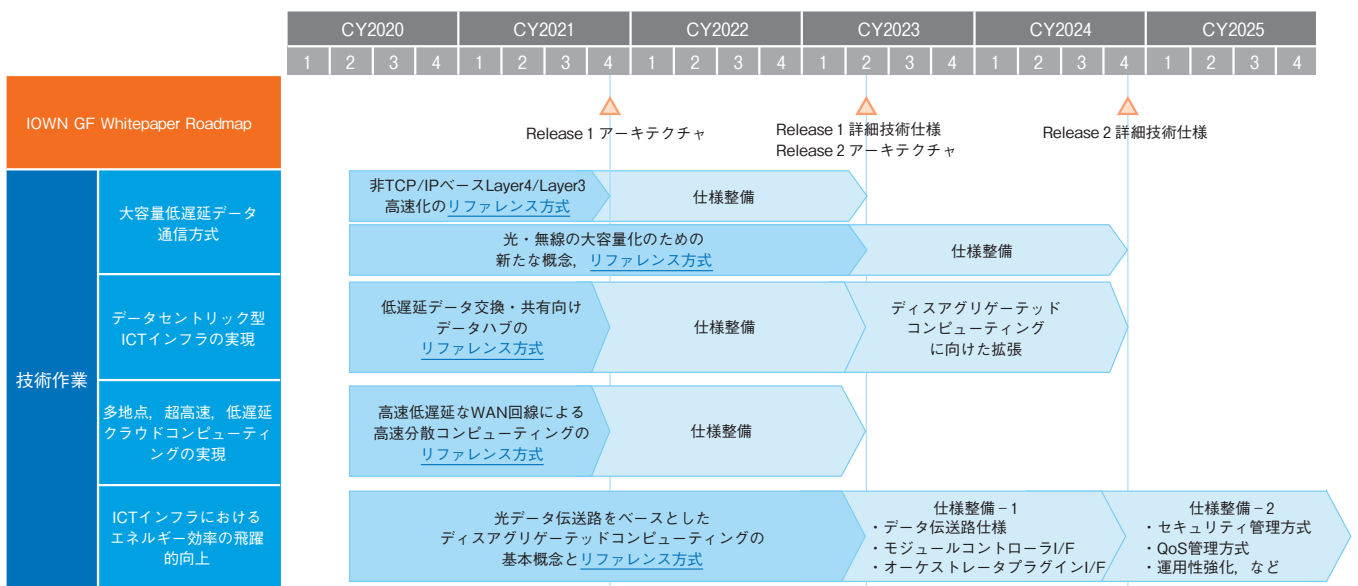 CY2020 CY2021 CY2022 CY2023 CY2024 CY2025
1 2 3 4 1 2 3 4 1 2 3 4 1 2 3 4 1 2 3 4 1 2 3 4
IOWN GF Whitepaper Roadmap
Release 1 アーキテクチャ
Release 1 詳細技術仕様
Release 2 アーキテクチャ
Release 2 詳細技術仕様
技術作業
大容量低遅延データ
通信方式
非TCP/IPベースLayer4/Layer3
高速化のリファレンス方式
仕様整備
光・無線の大容量化のための
新たな概念，リファレンス方式
仕様整備
データセントリック型
ICTインフラの実現
低遅延データ交換・共有向け
データハブの
リファレンス方式
仕様整備
ディスアグリゲーテッド
コンピューティング
に向けた拡張
多地点，超高速，低遅延
クラウドコンピューティ
ングの実現
高速低遅延なWAN回線による
高速分散コンピューティングの
リファレンス方式
仕様整備
ICTインフラにおける
エネルギー効率の飛躍
的向上
光データ伝送路をベースとした
ディスアグリゲーテッドコンピューティングの
基本概念とリファレンス方式
仕様整備－1
・データ伝送路仕様
・モジュールコントローラI/F
・オーケストレータプラグインI/F
仕様整備－2
・セキュリティ管理方式
・QoS管理方式
・運用性強化，など